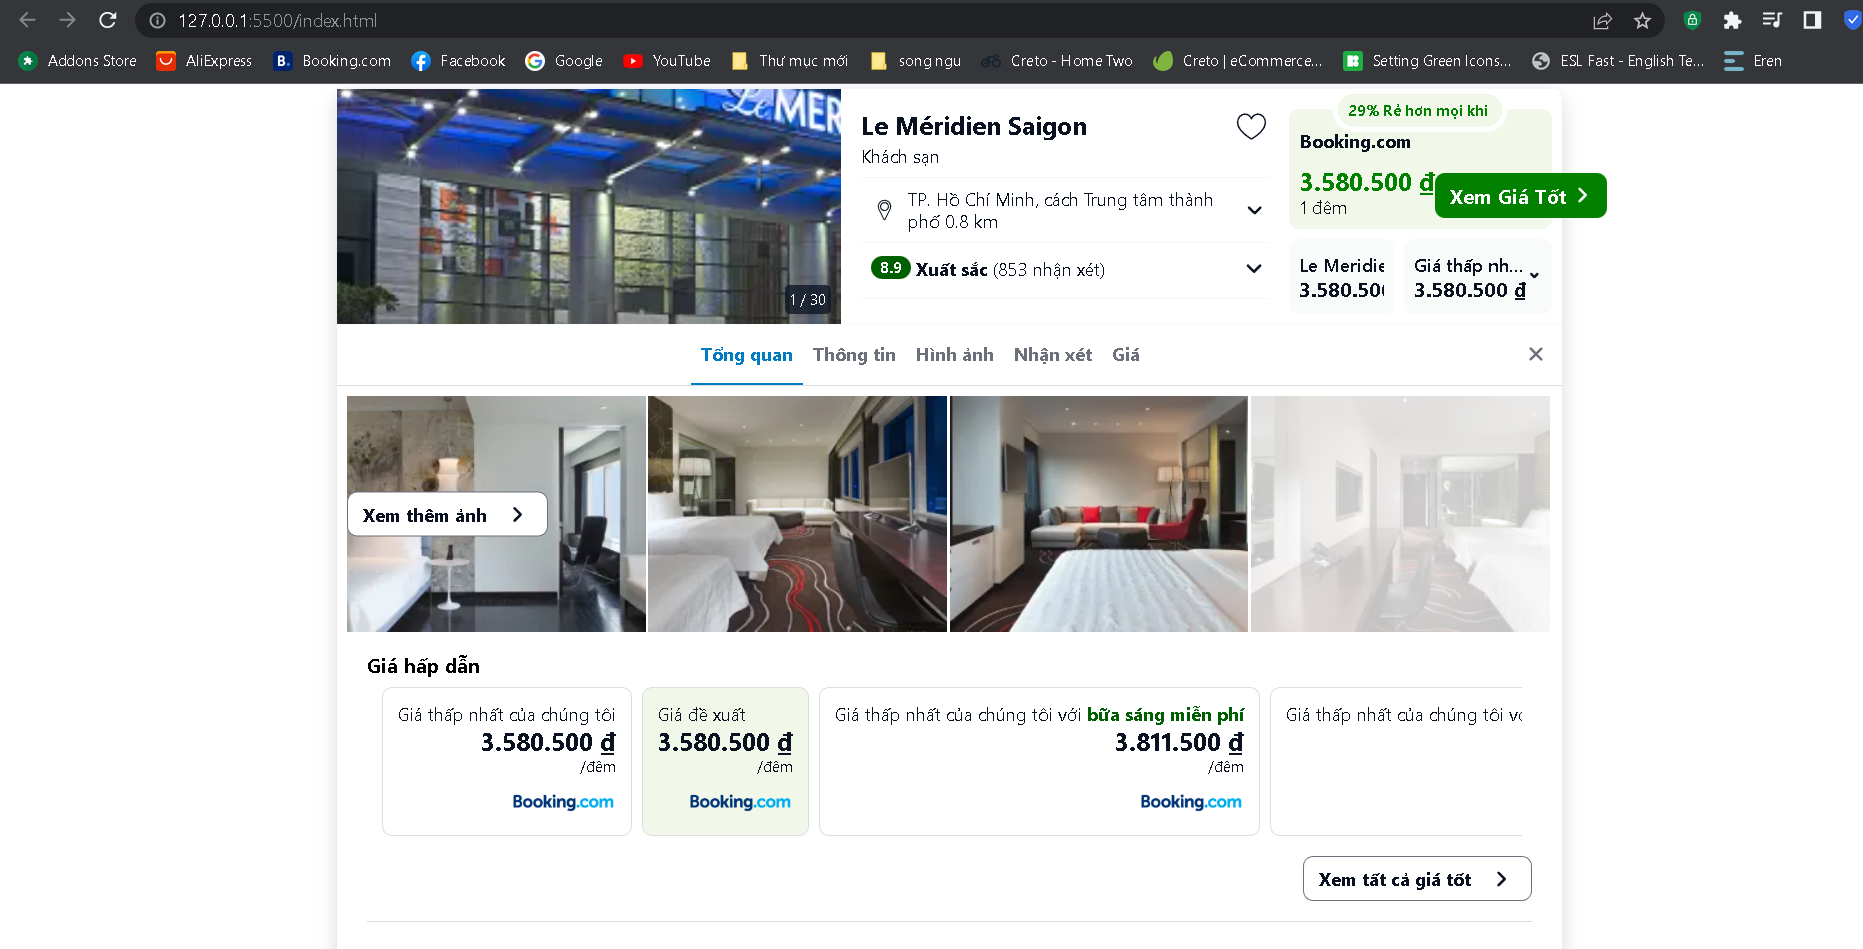 127.0.0.1:5500/index.html
Addons Store
AliExpress
Booking.com
Facebook
Google
YouTube
Thư mục mới
song ngu
Creto - Home Two
Creto | eCommerce...
Setting Green Icons...
ESL Fast - English Te...
Eren
Le MER
1 / 30
Le Méridien Saigon
Khách sạn
TP. Hồ Chí Minh, cách Trung tâm thành
phố 0.8 km
8.9 Xuất sắc (853 nhận xét)
29% Rẻ hơn mọi khi
Booking.com
3.580.500 ₫
1 đêm
Xem Giá Tốt
Le Meridie
3.580.50
Giá thấp nh...
3.580.500 ₫
Tổng quan
Thông tin
Hình ảnh
Nhận xét
Giá
Xem thêm ảnh
Giá hấp dẫn
Giá thấp nhất của chúng tôi
3.580.500 ₫
/đêm
Booking.com
Giá đề xuất
3.580.500 ₫
/đêm
Booking.com
Giá thấp nhất của chúng tôi với bữa sáng miễn phí
3.811.500 ₫
/đêm
Booking.com
Giá thấp nhất của chúng tôi vớ
Xem tất cả giá tốt